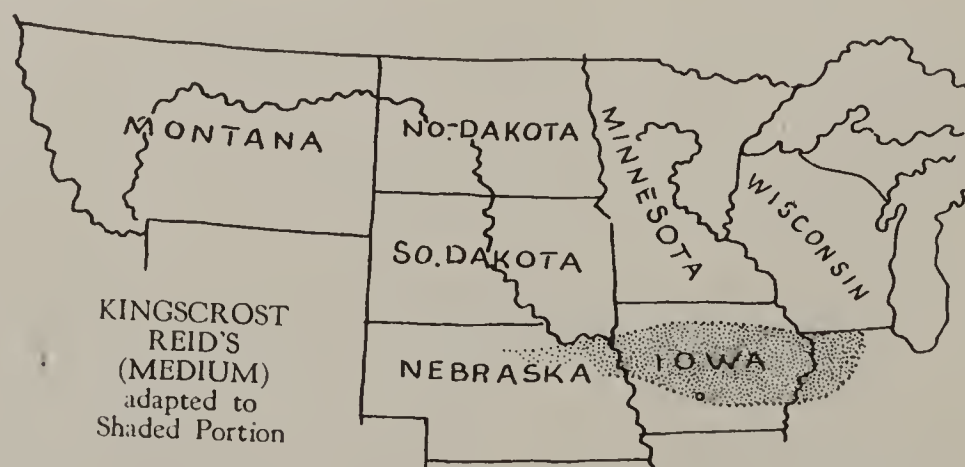 MONTANA
NO. DAKOTA
MINNESOTA
WISCONSIN
SO. DAKOTA
KINGSCROST
REID'S
(MEDIUM)
adapted to
Shaded Portion
NEBRASKA
IOWA